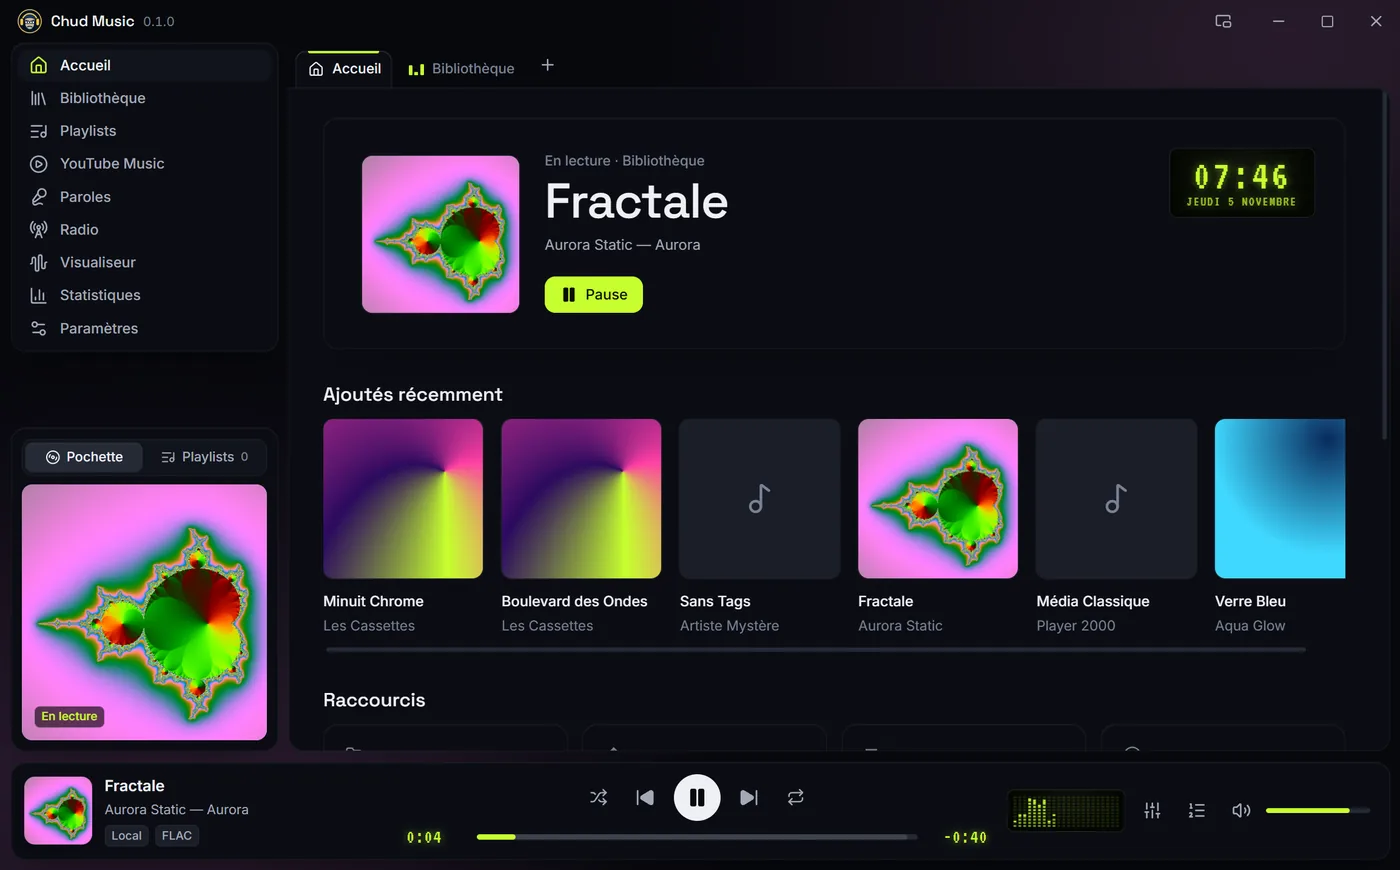 Chud Music 0.1.0
Accueil
Bibliothèque
Playlists
YouTube Music
Paroles
Radio
Visualiseur
Statistiques
Paramètres
Pochette
Playlists 0
En lecture
Accueil
Bibliothèque
En lecture · Bibliothèque
Fractale
Aurora Static — Aurora
Pause
07:46
JEUDI 5 NOVEMBRE
Ajoutés récemment
Minuit Chrome
Les Cassettes
Boulevard des Ondes
Les Cassettes
Sans Tags
Artiste Mystère
Fractale
Aurora Static
Média Classique
Player 2000
Verre Bleu
Aqua Glow
Raccourcis
Fractale
Aurora Static — Aurora
Local FLAC
0:04
-0:40